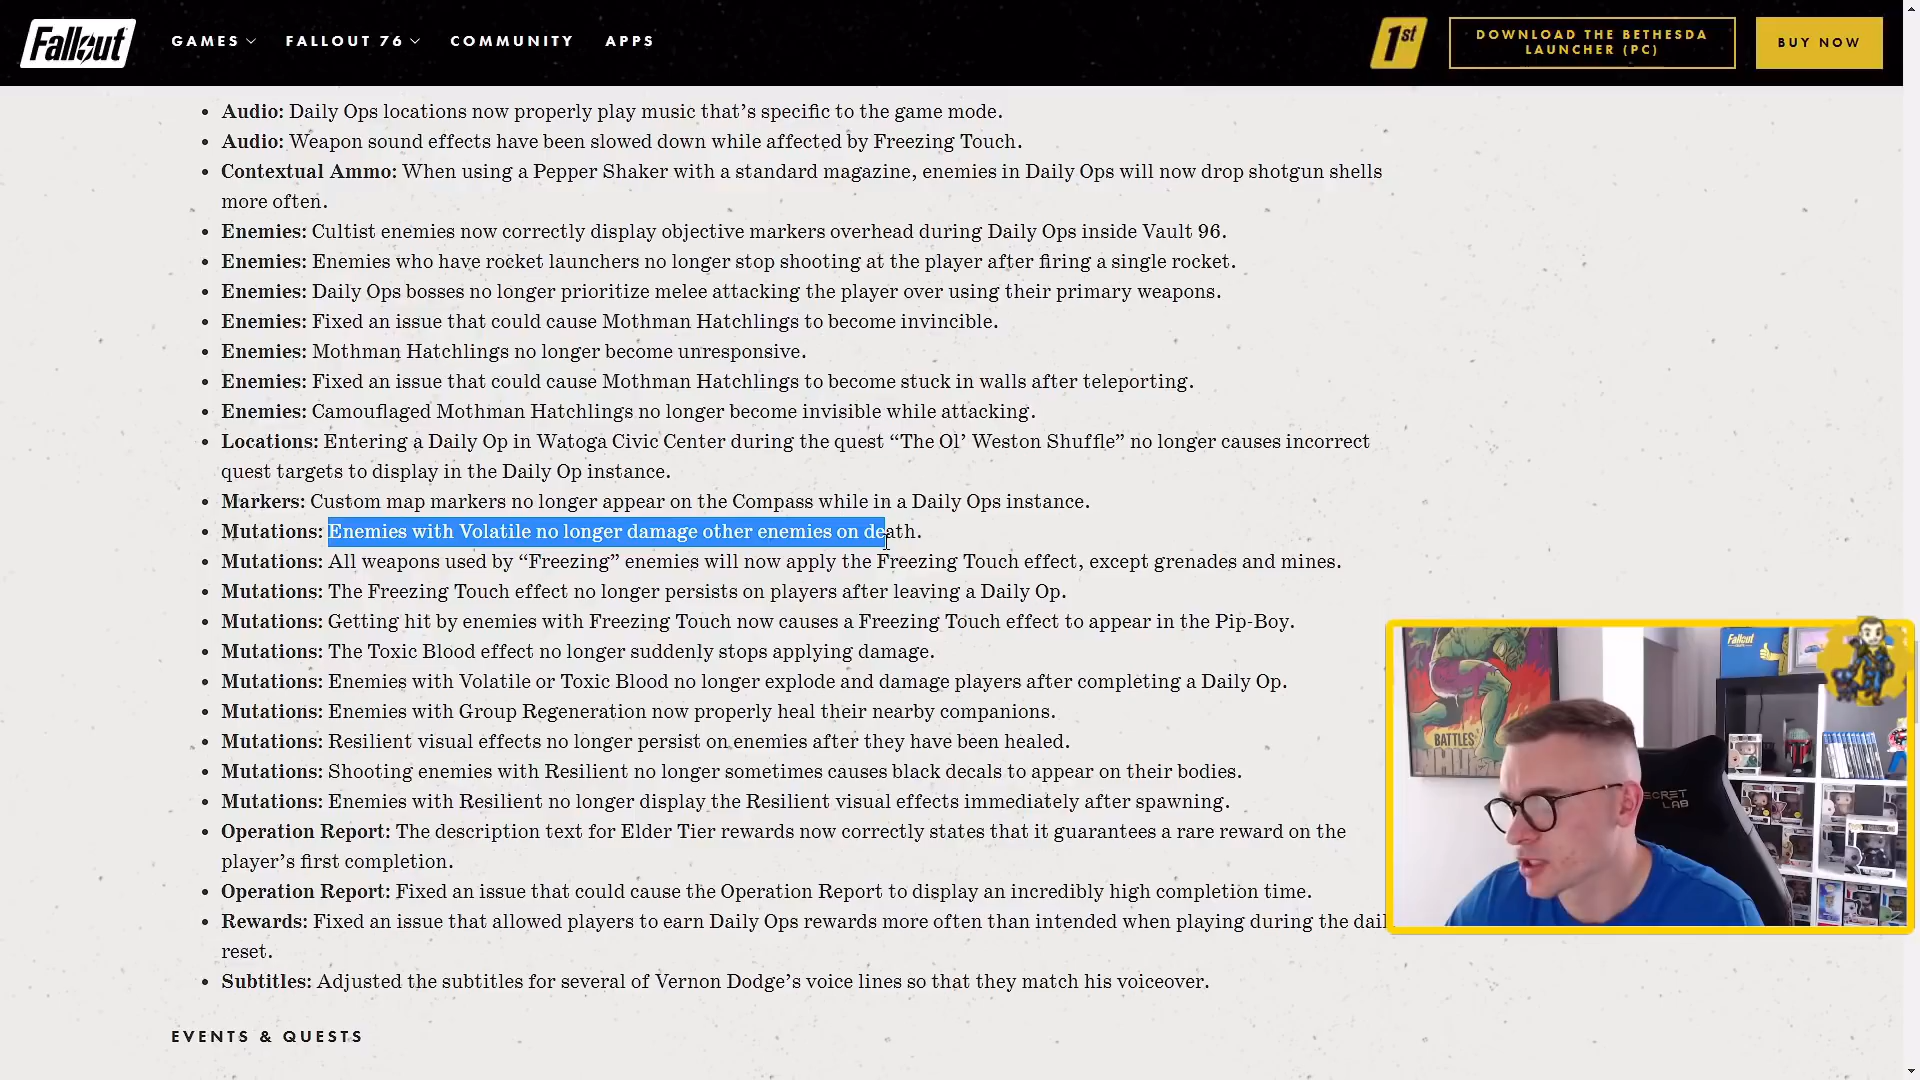 Fallout GAMES FALLOUT 76 COMMUNITY APPS 1st DOWNLOAD THE BETHESDA LAUNCHER (PC) BUY NOW
Audio: Daily Ops locations now properly play music that’s specific to the game mode.
Audio: Weapon sound effects have been slowed down while affected by Freezing Touch.
Contextual Ammo: When using a Pepper Shaker with a standard magazine, enemies in Daily Ops will now drop shotgun shells
more often.
Enemies: Cultist enemies now correctly display objective markers overhead during Daily Ops inside Vault 96.
Enemies: Enemies who have rocket launchers no longer stop shooting at the player after firing a single rocket.
Enemies: Daily Ops bosses no longer prioritize melee attacking the player over using their primary weapons.
Enemies: Fixed an issue that could cause Mothman Hatchlings to become invincible.
Enemies: Mothman Hatchlings no longer become unresponsive.
Enemies: Fixed an issue that could cause Mothman Hatchlings to become stuck in walls after teleporting.
Enemies: Camouflaged Mothman Hatchlings no longer become invisible while attacking.
Locations: Entering a Daily Op in Watoga Civic Center during the quest “The Ol’ Weston Shuffle” no longer causes incorrect
quest targets to display in the Daily Op instance.
Markers: Custom map markers no longer appear on the Compass while in a Daily Ops instance.
Mutations: Enemies with Volatile no longer damage other enemies on death.
Mutations: All weapons used by “Freezing” enemies will now apply the Freezing Touch effect, except grenades and mines.
Mutations: The Freezing Touch effect no longer persists on players after leaving a Daily Op.
Mutations: Getting hit by enemies with Freezing Touch now causes a Freezing Touch effect to appear in the Pip-Boy.
Mutations: The Toxic Blood effect no longer suddenly stops applying damage.
Mutations: Enemies with Volatile or Toxic Blood no longer explode and damage players after completing a Daily Op.
Mutations: Enemies with Group Regeneration now properly heal their nearby companions.
Mutations: Resilient visual effects no longer persist on enemies after they have been healed.
Mutations: Shooting enemies with Resilient no longer sometimes causes black decals to appear on their bodies.
Mutations: Enemies with Resilient no longer display the Resilient visual effects immediately after spawning.
Operation Report: The description text for Elder Tier rewards now correctly states that it guarantees a rare reward on the
player’s first completion.
Operation Report: Fixed an issue that could cause the Operation Report to display an incredibly high completion time.
Rewards: Fixed an issue that allowed players to earn Daily Ops rewards more often than intended when playing during the dail
reset.
Subtitles: Adjusted the subtitles for several of Vernon Dodge’s voice lines so that they match his voiceover.
EVENTS & QUESTS
Fallout
BATTLES
SECRET
LAB